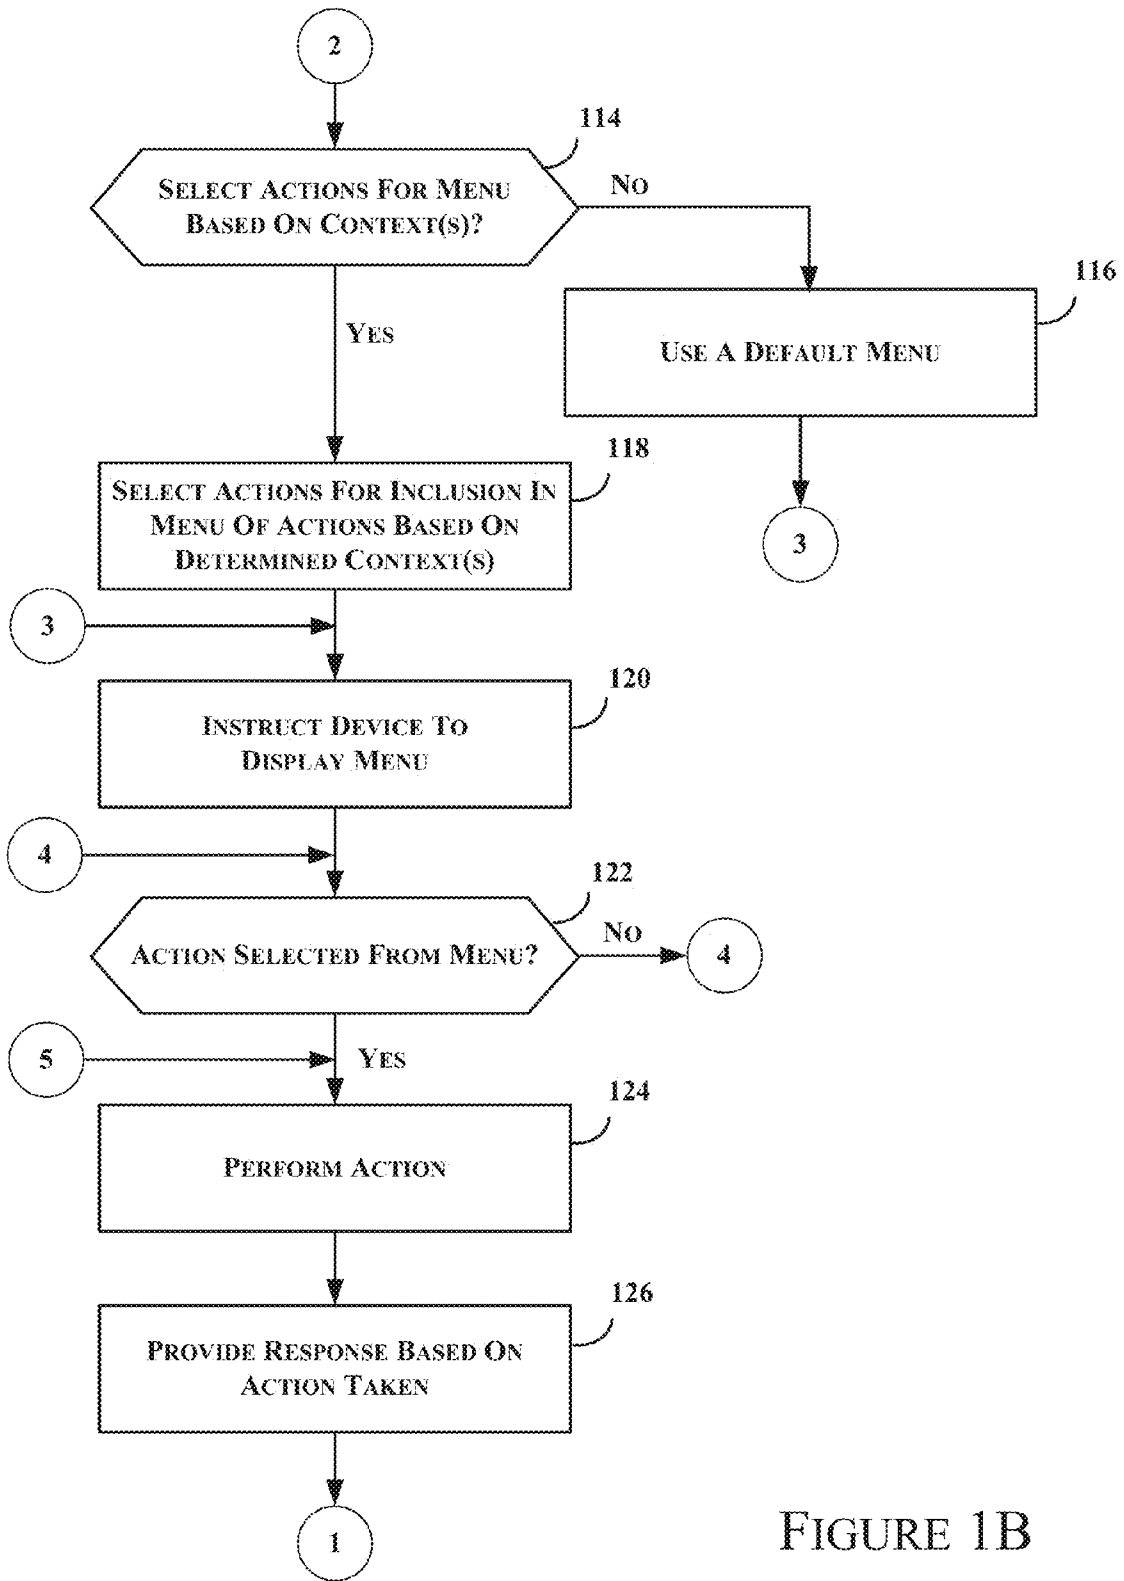 2
114
SELECT ACTIONS FOR MENU
BASED ON CONTEXT(S)?
NO
116
YES
USE A DEFAULT MENU
118
SELECT ACTIONS FOR INCLUSION IN
MENU OF ACTIONS BASED ON
DETERMINED CONTEXT(S)
3
3
120
INSTRUCT DEVICE TO
DISPLAY MENU
4
122
ACTION SELECTED FROM MENU?
NO
4
5
YES
124
PERFORM ACTION
126
PROVIDE RESPONSE BASED ON
ACTION TAKEN
1
FIGURE 1B